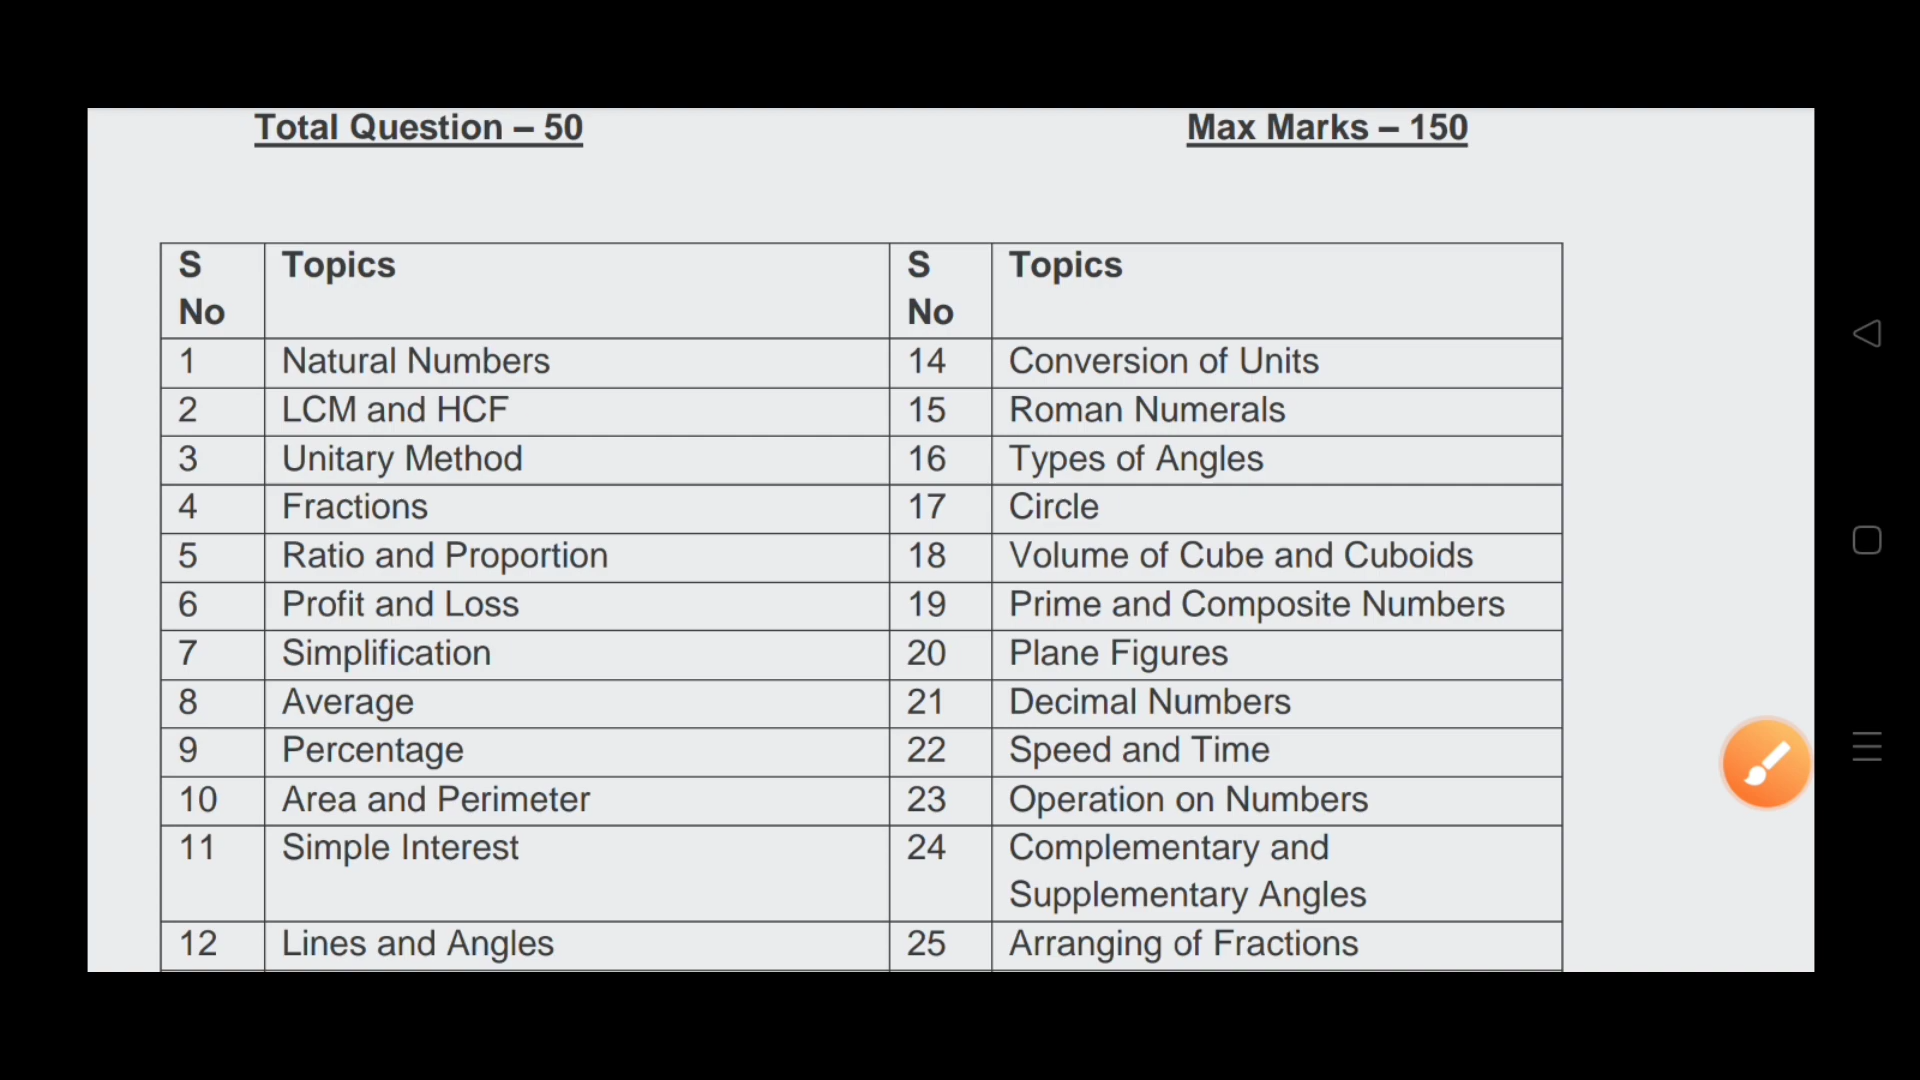 Total Question – 50 Max Marks – 150
S No Topics S No Topics
1 Natural Numbers 14 Conversion of Units
2 LCM and HCF 15 Roman Numerals
3 Unitary Method 16 Types of Angles
4 Fractions 17 Circle
5 Ratio and Proportion 18 Volume of Cube and Cuboids
6 Profit and Loss 19 Prime and Composite Numbers
7 Simplification 20 Plane Figures
8 Average 21 Decimal Numbers
9 Percentage 22 Speed and Time
10 Area and Perimeter 23 Operation on Numbers
11 Simple Interest 24 Complementary and
Supplementary Angles
12 Lines and Angles 25 Arranging of Fractions